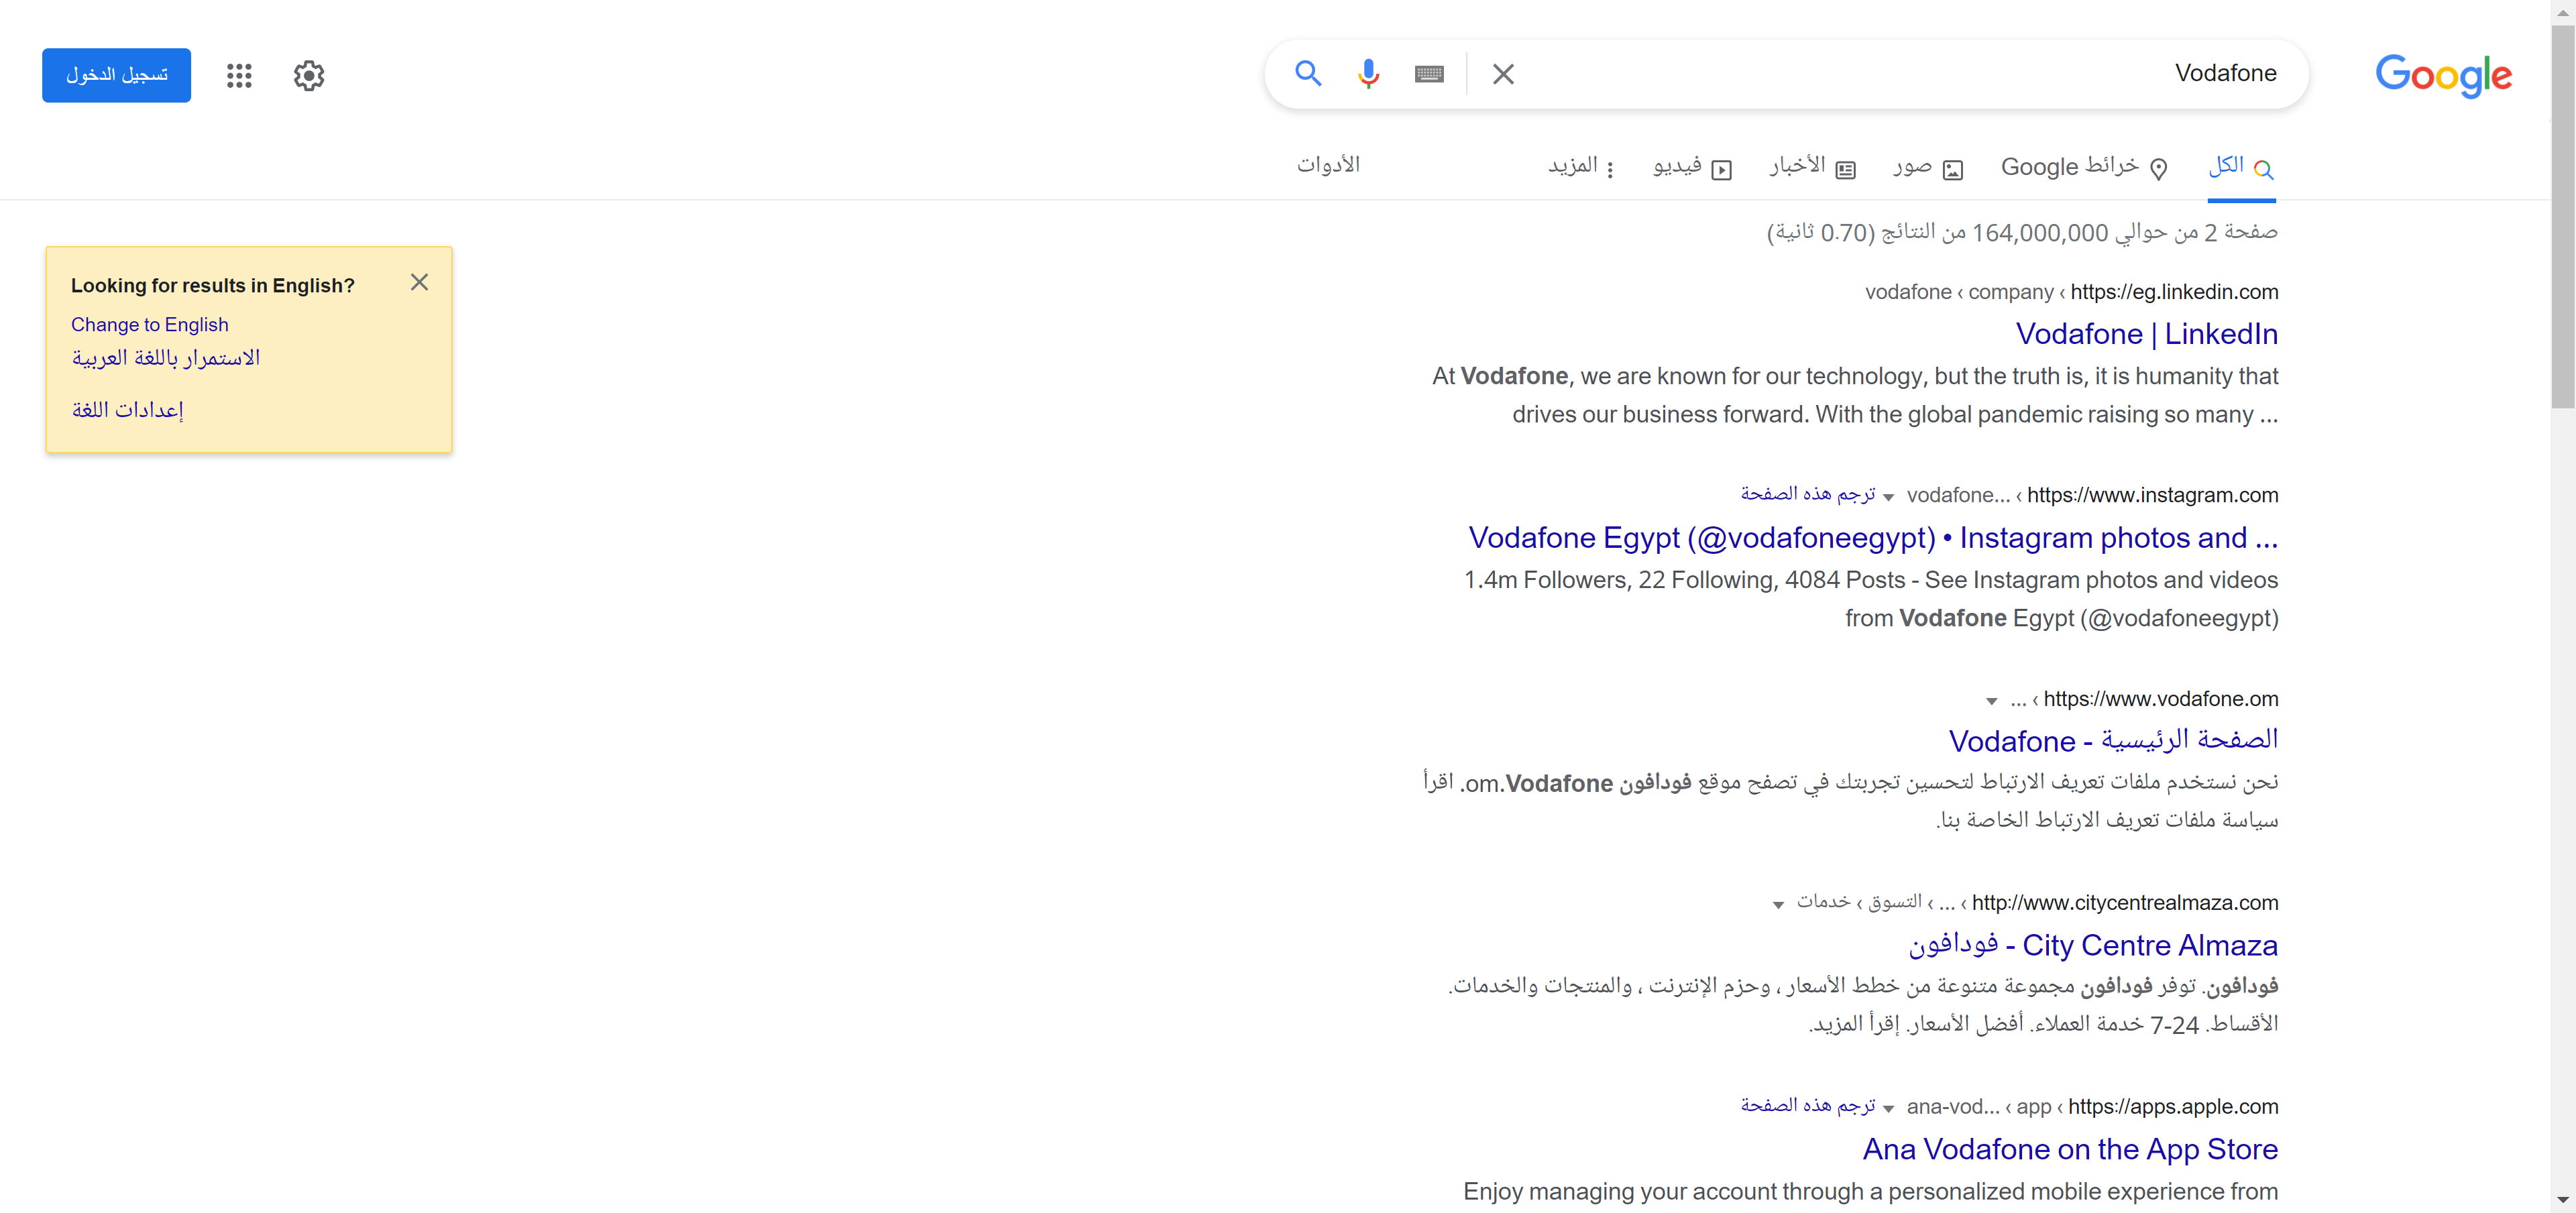 Google
Vodafone
تسجيل الدخول
الكل
خرائط Google
صور
الأخبار
فيديو
المزيد
الأدوات
صفحة 2 من حوالي 164,000,000 من النتائج (0.70 ثانية)
Looking for results in English?
Change to English
الاستمرار باللغة العربية
إعدادات اللغة
https://eg.linkedin.com › company › vodafone
Vodafone | LinkedIn
At Vodafone, we are known for our technology, but the truth is, it is humanity that
drives our business forward. With the global pandemic raising so many ...
https://www.instagram.com › vodafone... ترجم هذه الصفحة
Vodafone Egypt (@vodafoneegypt) • Instagram photos and ...
1.4m Followers, 22 Following, 4084 Posts - See Instagram photos and videos
from Vodafone Egypt (@vodafoneegypt)
https://www.vodafone.om › ...
الصفحة الرئيسية - Vodafone
نحن نستخدم ملفات تعريف الارتباط لتحسين تجربتك في تصفح موقع فودافون Vodafone.om. اقرأ
سياسة ملفات تعريف الارتباط الخاصة بنا.
http://www.citycentrealmaza.com › ... › التسوق › خدمات
City Centre Almaza - فودافون
فودافون. توفر فودافون مجموعة متنوعة من خطط الأسعار ، وحزم الإنترنت ، والمنتجات والخدمات.
الأقساط. 24-7 خدمة العملاء. أفضل الأسعار. إقرأ المزيد.
https://apps.apple.com › app › ana-vod... ترجم هذه الصفحة
Ana Vodafone on the App Store
Enjoy managing your account through a personalized mobile experience from